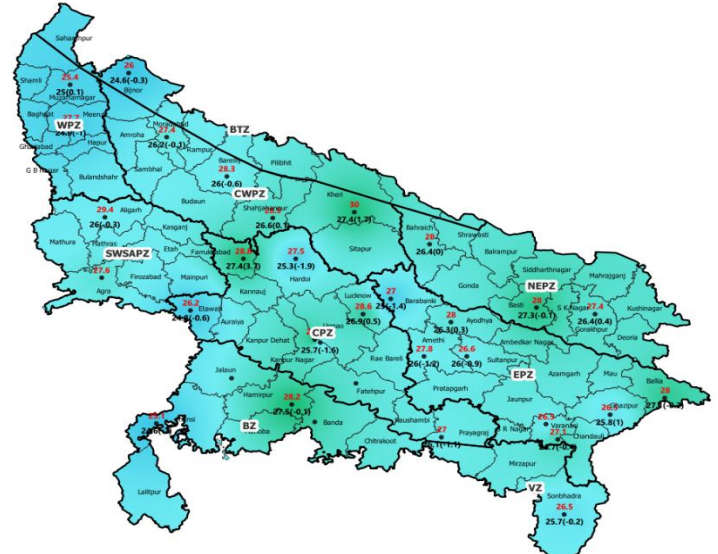 Saharanpur
Shamli
25.4
25(0.1)
Muzaffarnagar
26
24.6(-0.3)
Bijnor
Baghpat
Meerut
WPZ
Hapur
G B Nagar
Bulandshahr
Amroha
Moradabad
27.4
26.2(-0.1)
Rampur
BTZ
Sambhal
Bareilly
28.3
26(-0.6)
Pilibhit
CWPZ
Budaun
Shahjahanpur
26.6(0.1)
Kheri
30
Sitapur
29.4
26(-0.3)
Aligarh
Kasganj
Mathura
Hathras
SWSAPZ
Etah
27.6
Agra
Firozabad
Mainpuri
Farrukhabad
28.8
27.4(3.7)
27.5
25.3(-1.9)
Hardoi
Bahraich
28
26.4(0)
Shrawasti
Balrampur
Gonda
Siddharthnagar
Mahrajganj
NEPZ
Basti
28
27.3(-0.1)
S K Nagar
27.4
26.4(0.4)
Gorakhpur
Kushinagar
Deoria
26.2
Etawah
Auraiya
Kannauj
Lucknow
28.6
26.9(0.5)
27
Barabanki
28
26.3(0.3)
Ayodhya
Ambedkar Nagar
Kanpur Dehat
CPZ
25.7(-1.6)
Kanpur Nagar
Rae Bareli
Amethi
27.8
26(-1.2)
26.6
26(-0.9)
Sultanpur
EPZ
Azamgarh
Mau
Ballia
28
Jalaun
Hamirpur
28.2
27.5(-0.3)
Fatehpur
Pratapgarh
Jaunpur
25.8(1)
BZ
Banda
Kaushambi
27
Prayagraj
Varanasi
Chandauli
Chitrakoot
Mirzapur
Lalitpur
VZ
Sonbhadra
26.5
25.7(-0.2)